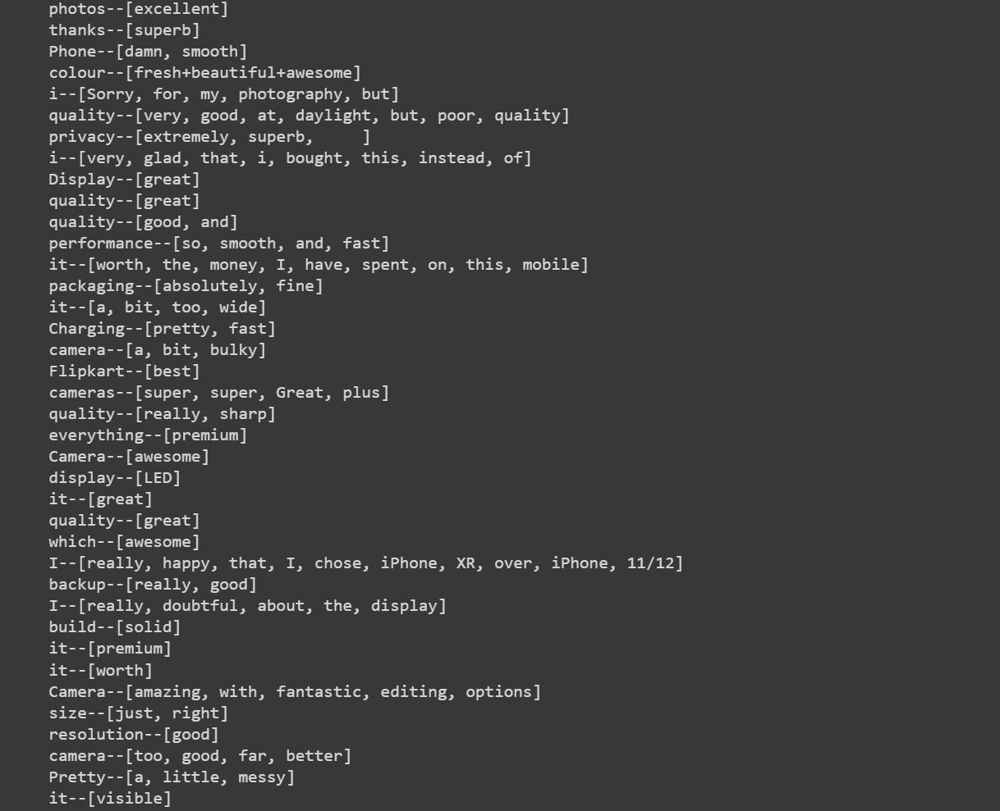 photos--[excellent]
thanks--[superb]
Phone--[damn, smooth]
colour--[fresh+beautiful+awesome]
i--[Sorry, for, my, photography, but]
quality--[very, good, at, daylight, but, poor, quality]
privacy--[extremely, superb,     ]
i--[very, glad, that, i, bought, this, instead, of]
Display--[great]
quality--[great]
quality--[good, and]
performance--[so, smooth, and, fast]
it--[worth, the, money, I, have, spent, on, this, mobile]
packaging--[absolutely, fine]
it--[a, bit, too, wide]
Charging--[pretty, fast]
camera--[a, bit, bulky]
Flipkart--[best]
cameras--[super, super, Great, plus]
quality--[really, sharp]
everything--[premium]
Camera--[awesome]
display--[LED]
it--[great]
quality--[great]
which--[awesome]
I--[really, happy, that, I, chose, iPhone, XR, over, iPhone, 11/12]
backup--[really, good]
I--[really, doubtful, about, the, display]
build--[solid]
it--[premium]
it--[worth]
Camera--[amazing, with, fantastic, editing, options]
size--[just, right]
resolution--[good]
camera--[too, good, far, better]
Pretty--[a, little, messy]
it--[visible]